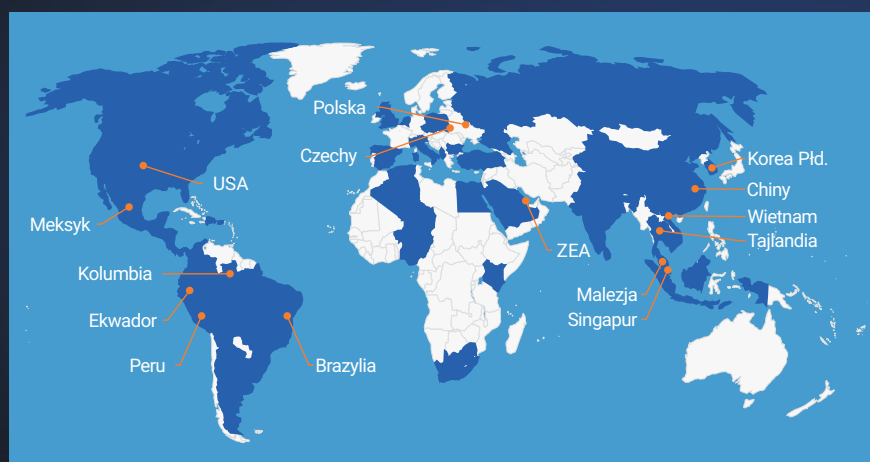 Polska
Czechy
USA
Meksyk
Kolumbia
Ekwador
Peru
Brazylia
Korea Płd.
Chiny
Wietnam
Tajlandia
ZEA
Malezja
Singapur